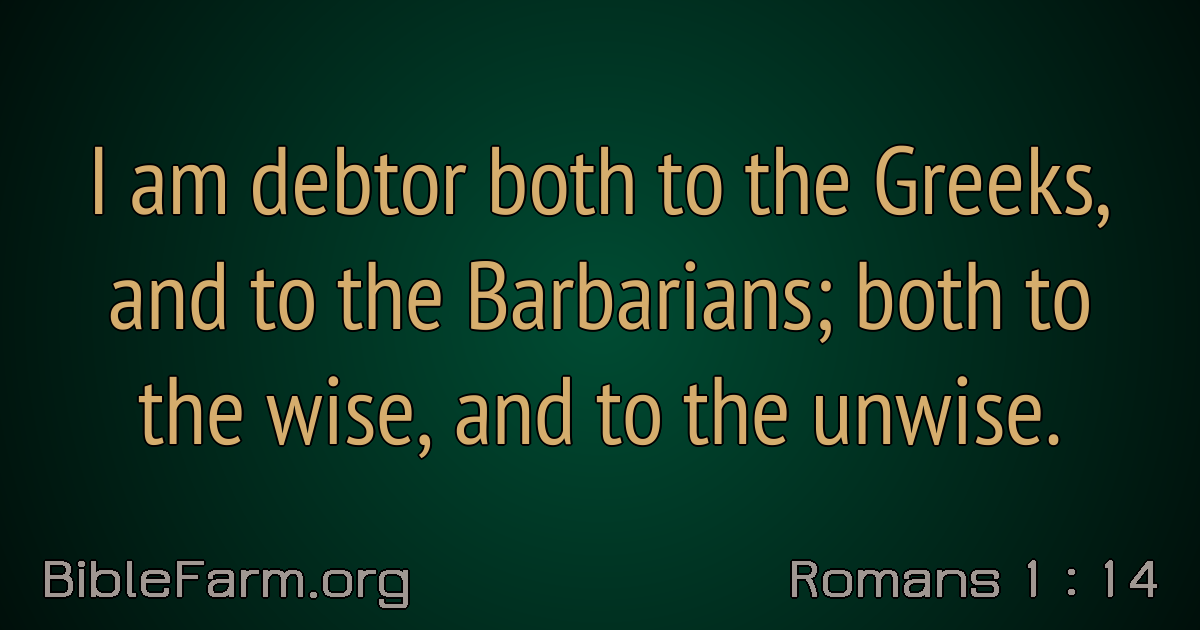 I am debtor both to the Greeks,
and to the Barbarians; both to
the wise, and to the unwise.
BibleFarm.org
Romans 1 : 14